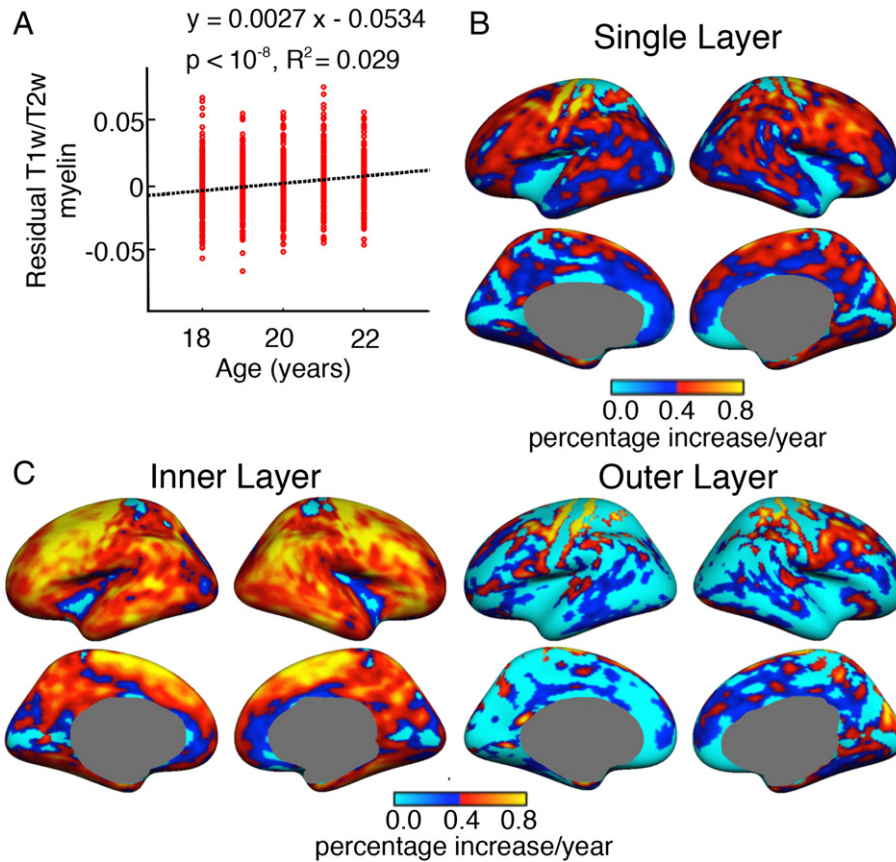 A
y = 0.0027 x - 0.0534
p < 10⁻⁸, R² = 0.029
Residual T1w/T2w
myelin
0.05
0
-0.05
18 20 22
Age (years)
B
Single Layer
0.0 0.4 0.8
percentage increase/year
C
Inner Layer
Outer Layer
0.0 0.4 0.8
percentage increase/year